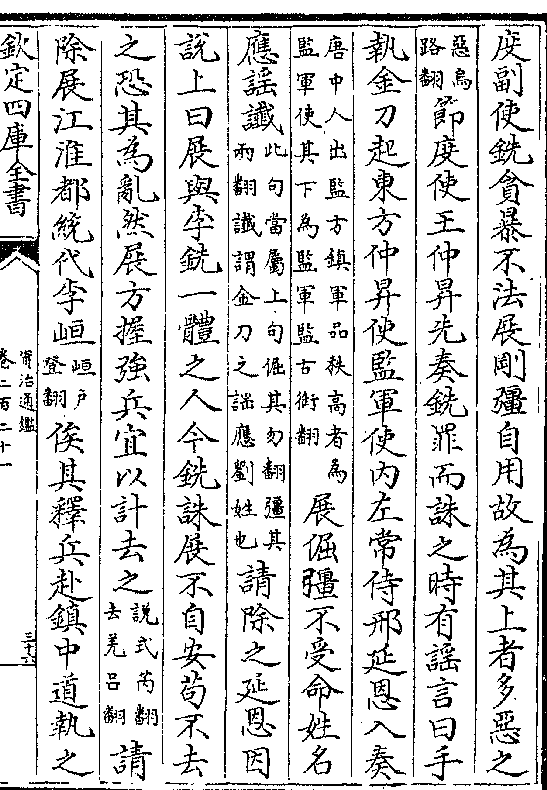 度副使銑貪暴不法展剛彊自用故為其上者多惡之
惡烏路翻節度使王仲昇先奏銑罪而誅之時有謡言曰手
執金刀起東方仲昇使監軍使内左常侍邢延恩入奏
唐中人出監方鎮軍品秩高者為監軍使其下為監軍監古銜翻展倔彊不受命姓名
應謡讖此句當屬上句倔其勿翻彊其兩翻讖謂金刀之謡應劉姓也請除之延恩因
説上曰展與李銑一體之人今銑誅展不自安苟不去
之恐其為亂然展方握強兵宜以計去之説式芮翻去羌吕翻請
除展江淮都統代李峘峘户登翻俟其釋兵赴鎮中道執之
欽定四庫全書
資治通鑑
卷二百二十一
三十六